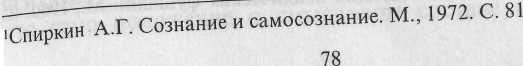 ¹Спиркин А.Г. Сознание и самосознание. М., 1972. С. 81
78